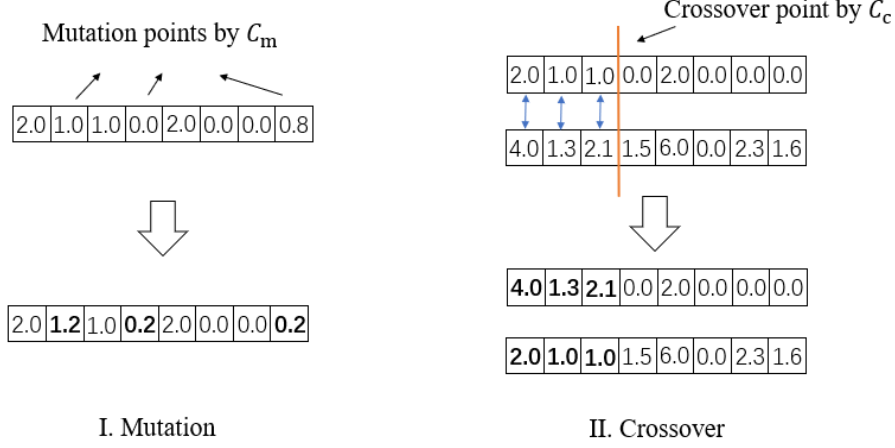 Mutation points by Cm
2.0 1.0 1.0 0.0 2.0 0.0 0.0 0.8
2.0 1.2 1.0 0.2 2.0 0.0 0.0 0.2
I. Mutation
Crossover point by Cc
2.0 1.0 1.0 0.0 2.0 0.0 0.0 0.0
4.0 1.3 2.1 1.5 6.0 0.0 2.3 1.6
4.0 1.3 2.1 0.0 2.0 0.0 0.0 0.0
2.0 1.0 1.0 1.5 6.0 0.0 2.3 1.6
II. Crossover